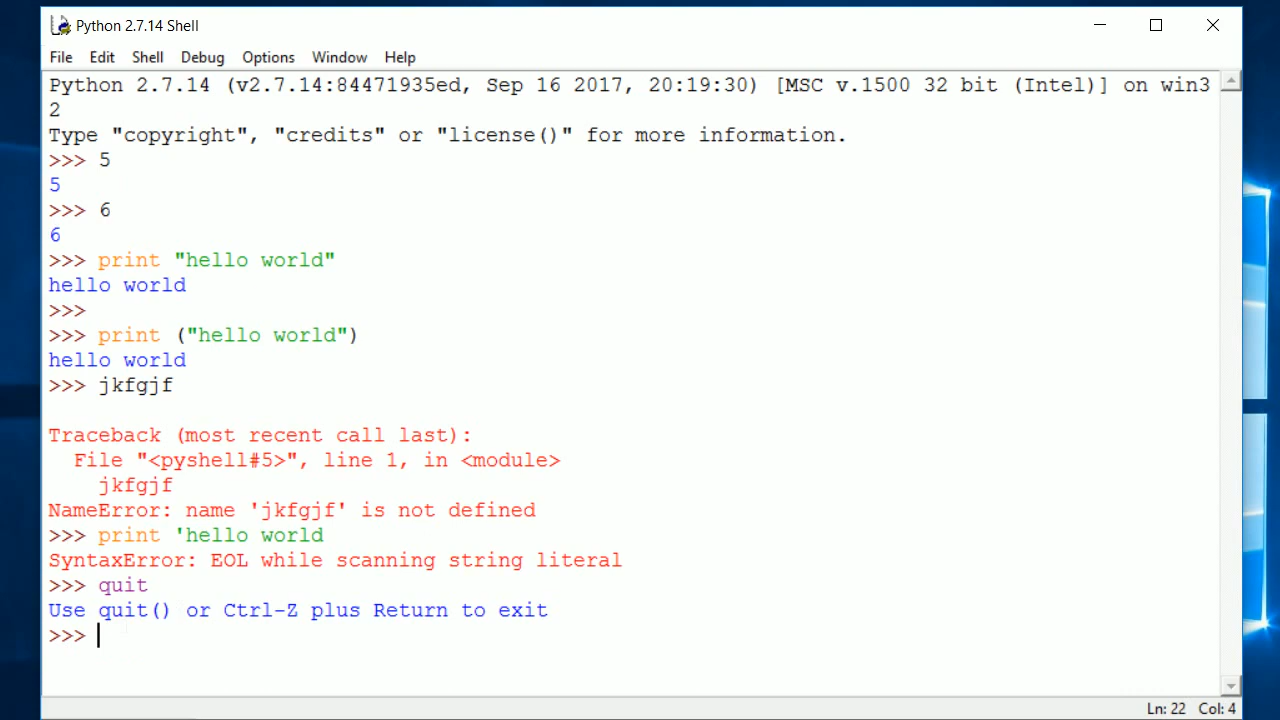 Python 2.7.14 Shell
File Edit Shell Debug Options Window Help
Python 2.7.14 (v2.7.14:84471935ed, Sep 16 2017, 20:19:30) [MSC v.1500 32 bit (Intel)] on win3
2
Type "copyright", "credits" or "license()" for more information.
>>> 5
5
>>> 6
6
>>> print "hello world"
hello world
>>>
>>> print ("hello world")
hello world
>>> jkfgjf
Traceback (most recent call last):
  File "<pyshell#5>", line 1, in <module>
    jkfgjf
NameError: name 'jkfgjf' is not defined
>>> print 'hello world
SyntaxError: EOL while scanning string literal
>>> quit
Use quit() or Ctrl-Z plus Return to exit
>>>
Ln: 22 Col: 4